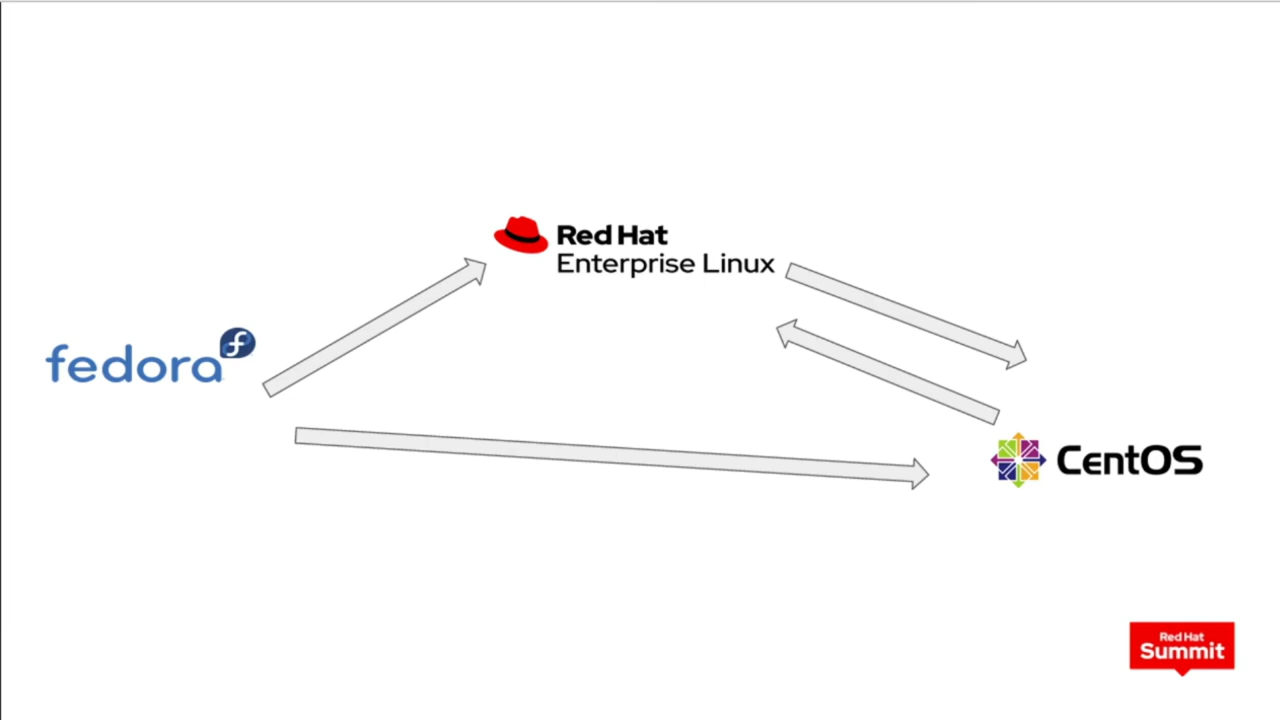 Red Hat
Enterprise Linux
fedora
CentOS
Red Hat
Summit